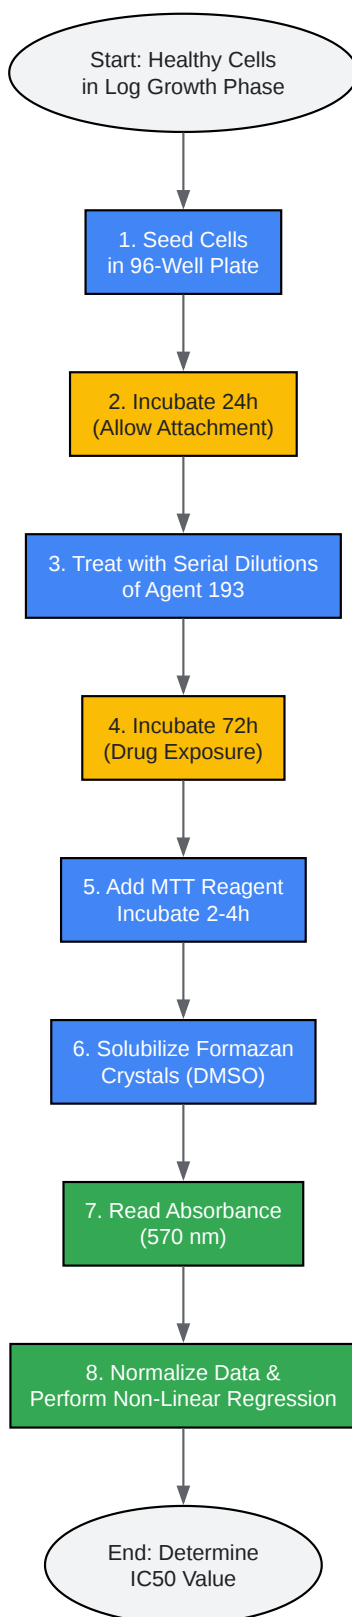 Start: Healthy Cells
in Log Growth Phase
1. Seed Cells
in 96-Well Plate
2. Incubate 24h
(Allow Attachment)
3. Treat with Serial Dilutions
of Agent 193
4. Incubate 72h
(Drug Exposure)
5. Add MTT Reagent
Incubate 2-4h
6. Solubilize Formazan
Crystals (DMSO)
7. Read Absorbance
(570 nm)
8. Normalize Data &
Perform Non-Linear Regression
End: Determine
IC50 Value